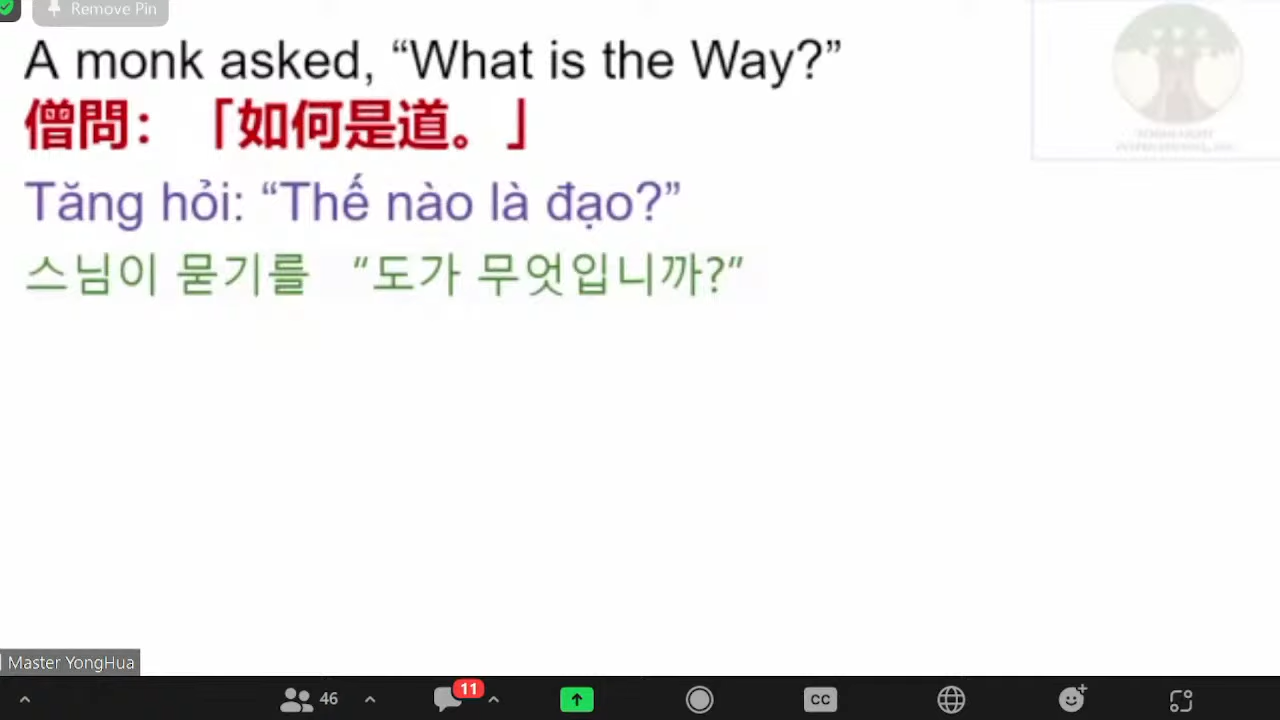 Remove Pin
A monk asked, “What is the Way?”
僧問：「如何是道。」
Tăng hỏi: “Thế nào là đạo?”
스님이 묻기를 “도가 무엇입니까?”
Master YongHua
46
11
CC